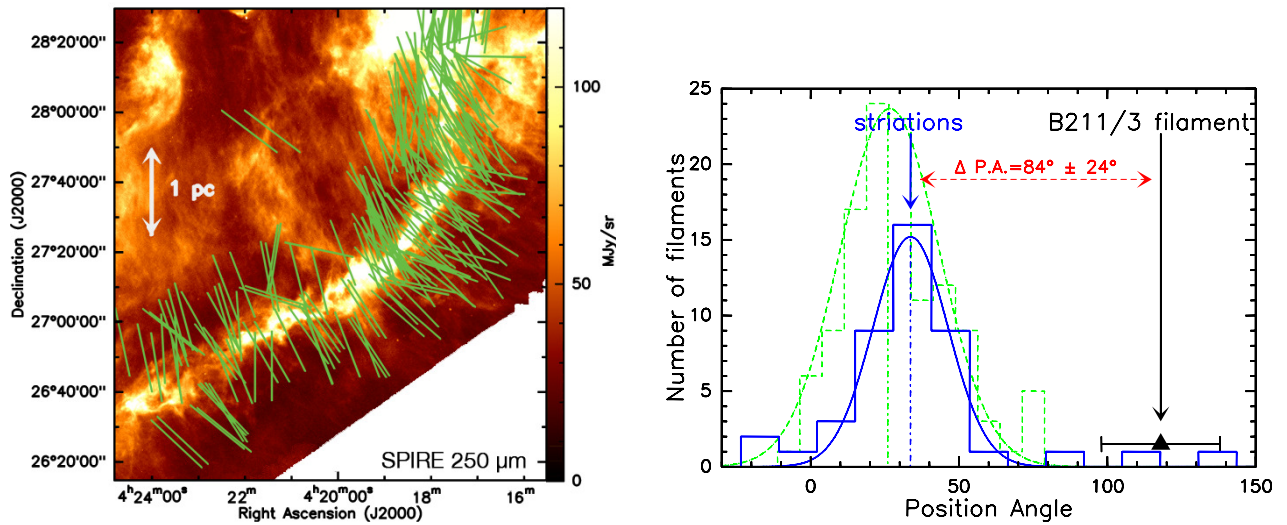 28°20'00"
28°00'00"
27°40'00"
27°20'00"
27°00'00"
26°40'00"
26°20'00"
Declination (J2000)
1 pc
SPIRE 250 µm
4ʰ24ᵐ00ˢ
22ᵐ
4ʰ20ᵐ00ˢ
18ᵐ
16ᵐ
Right Ascension (J2000)
100
50
0
MJy/sr
25
20
15
10
5
0
Number of filaments
striations
B211/3 filament
Δ P.A.=84° ± 24°
0
50
100
150
Position Angle